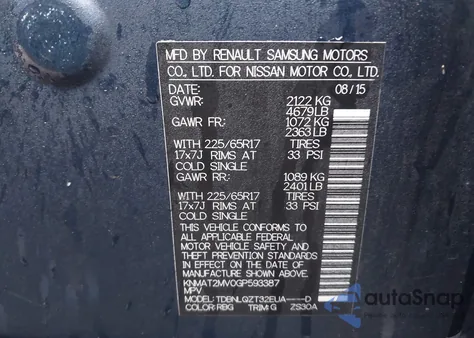 MFD BY RENAULT SAMSUNG MOTORS
CO., LTD. FOR NISSAN MOTOR CO., LTD.
DATE: 08/15
GVWR: 2122 KG
4679LB
GAWR FR: 1072 KG
2363LB
WITH 225/65R17 TIRES
17x7J RIMS AT 33 PSI
COLD SINGLE
GAWR RR: 1089 KG
2401LB
WITH 225/65R17 TIRES
17x7J RIMS AT 33 PSI
COLD SINGLE
THIS VEHICLE CONFORMS TO
ALL APPLICABLE FEDERAL
MOTOR VEHICLE SAFETY AND
THEFT PREVENTION STANDARDS
IN EFFECT ON THE DATE OF
MANUFACTURE SHOWN ABOVE.
KNMAT2MV0GP593387
MPV
MODEL:TDBNLGZT32EUA----D
COLOR:RBG TRIM:G ZS30A
autoSnap